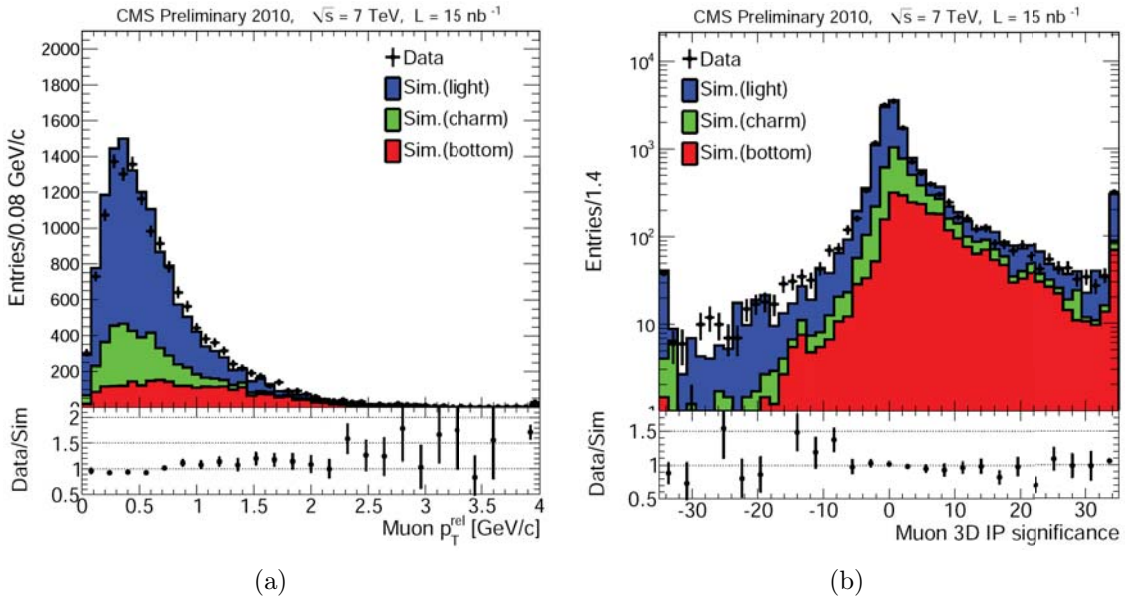 CMS Preliminary 2010, √s = 7 TeV, L = 15 nb⁻¹
Entries/0.08 GeV/c
2000
1800
1600
1400
1200
1000
800
600
400
200
0
Data
Sim.(light)
Sim.(charm)
Sim.(bottom)
Data/Sim
2
1.5
1
0.5
0 0.5 1 1.5 2 2.5 3 3.5 4
Muon p_T^rel [GeV/c]
(a)
CMS Preliminary 2010, √s = 7 TeV, L = 15 nb⁻¹
Entries/1.4
10⁴
10³
10²
10
1
Data
Sim.(light)
Sim.(charm)
Sim.(bottom)
Data/Sim
1.5
1
0.5
-30 -20 -10 0 10 20 30
Muon 3D IP significance
(b)